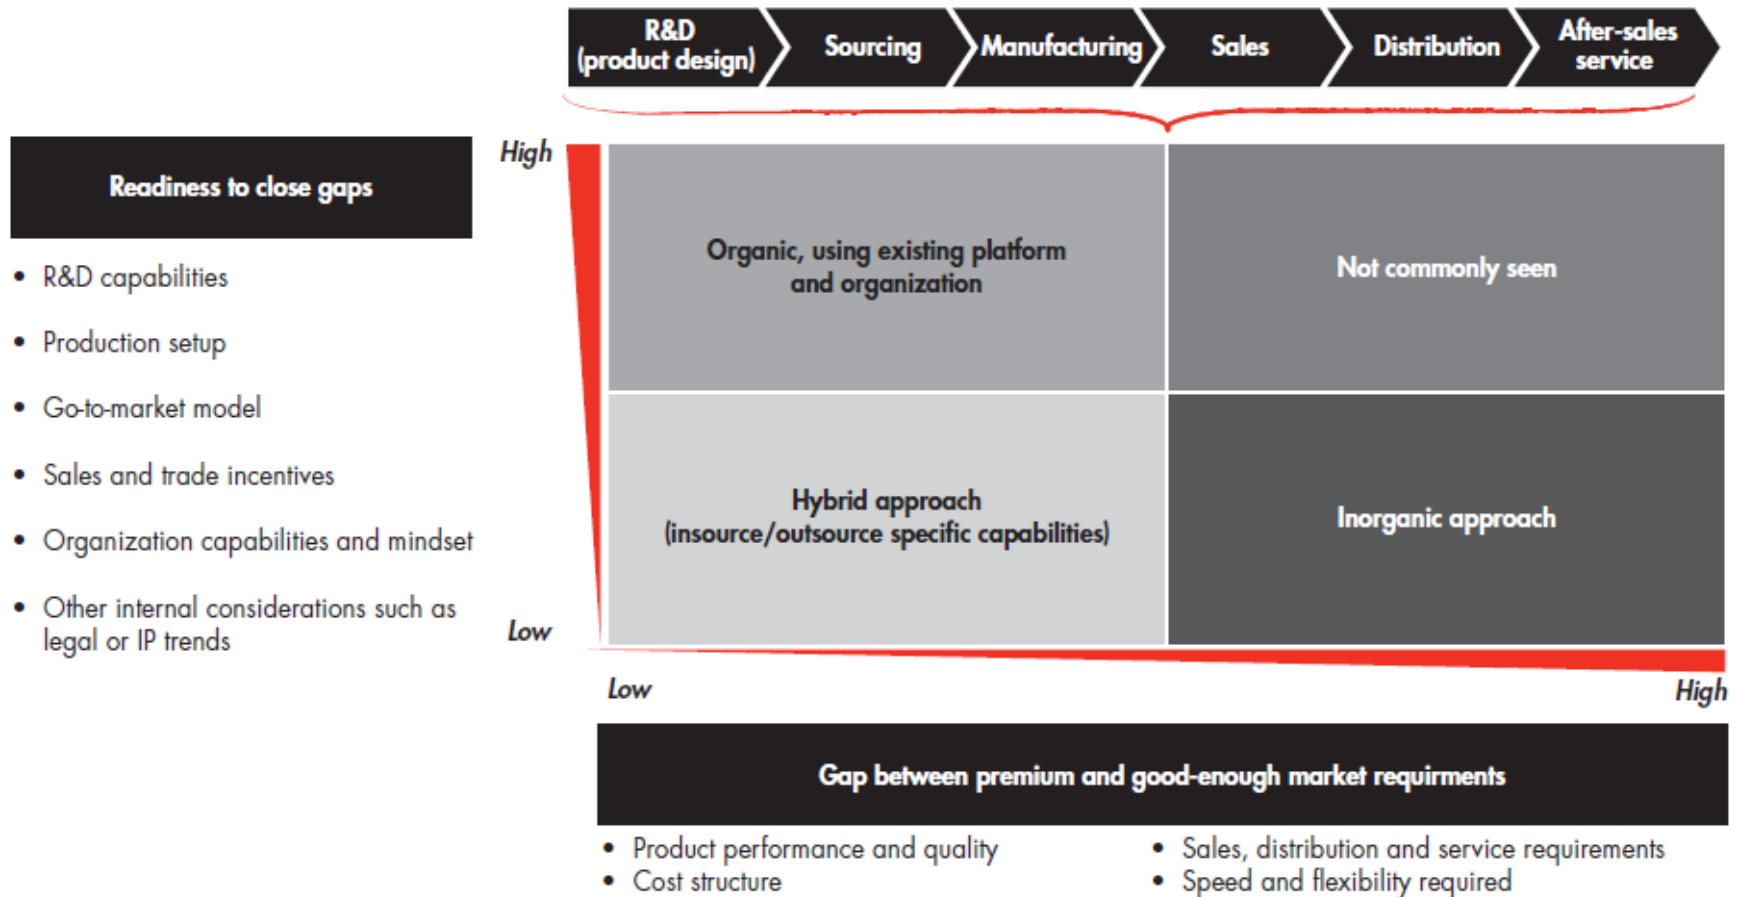 R&D
(product design)
Sourcing
Manufacturing
Sales
Distribution
After-sales
service
Readiness to close gaps
• R&D capabilities
• Production setup
• Go-to-market model
• Sales and trade incentives
• Organization capabilities and mindset
• Other internal considerations such as
legal or IP trends
High
Low
Organic, using existing platform
and organization
Not commonly seen
Hybrid approach
(insource/outsource specific capabilities)
Inorganic approach
Low
High
Gap between premium and good-enough market requirments
• Product performance and quality
• Cost structure
• Sales, distribution and service requirements
• Speed and flexibility required